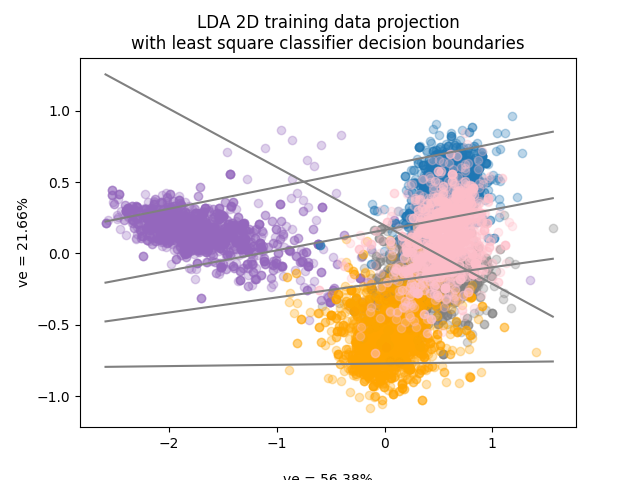 LDA 2D training data projection
with least square classifier decision boundaries
ve = 21.66%
1.0
0.5
0.0
−0.5
−1.0
−2
−1
0
1
ve = 56.38%